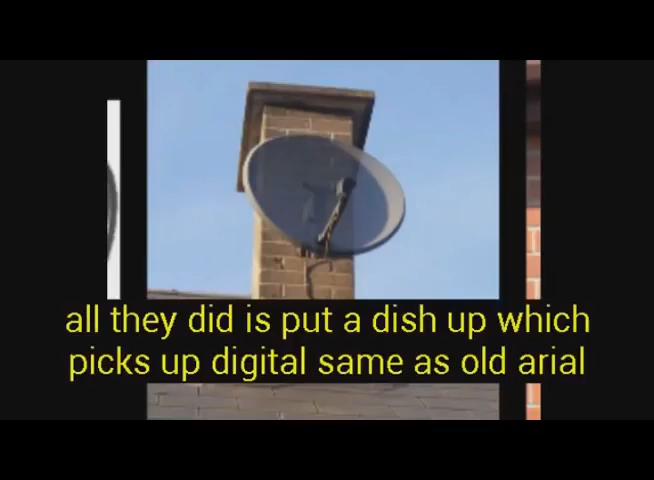 all they did is put a dish up which
picks up digital same as old arial